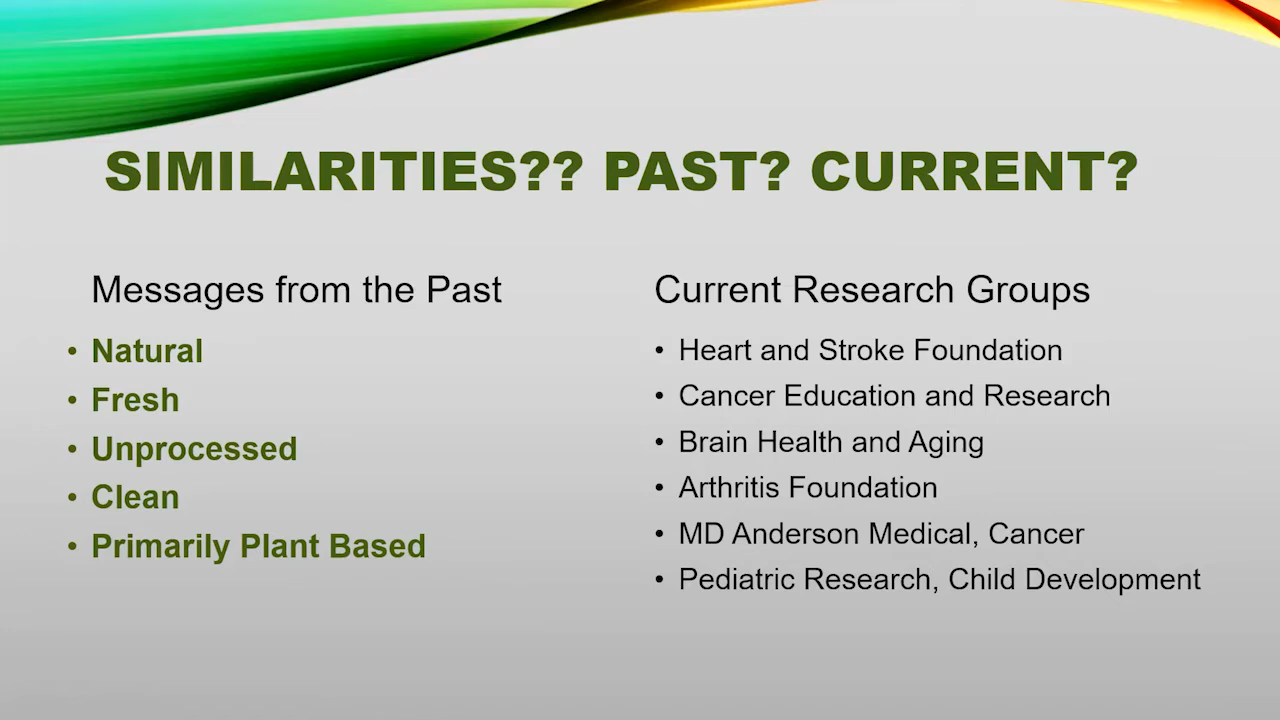 SIMILARITIES?? PAST? CURRENT?
Messages from the Past
• Natural
• Fresh
• Unprocessed
• Clean
• Primarily Plant Based
Current Research Groups
• Heart and Stroke Foundation
• Cancer Education and Research
• Brain Health and Aging
• Arthritis Foundation
• MD Anderson Medical, Cancer
• Pediatric Research, Child Development